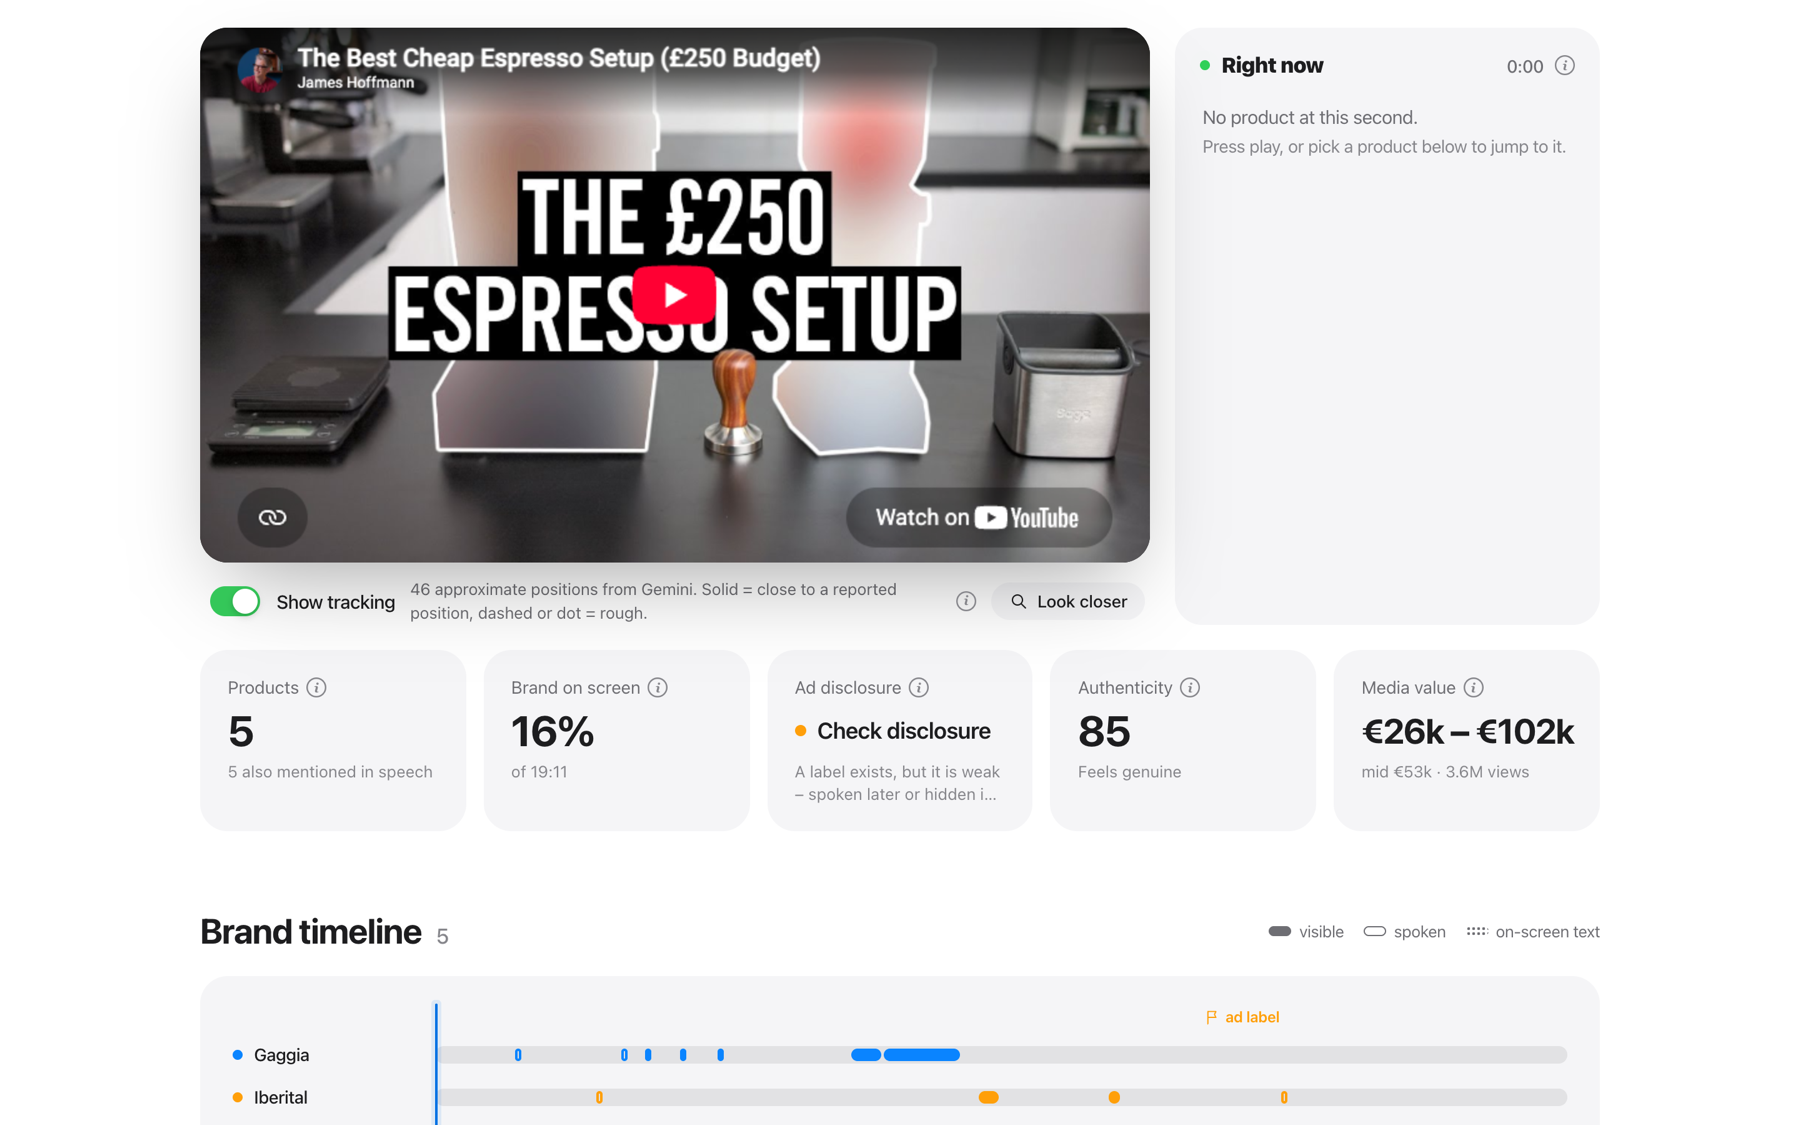 The Best Cheap Espresso Setup (£250 Budget)
James Hoffmann
THE £250
ESPRESSO SETUP
Watch on YouTube
Right now
0:00
No product at this second.
Press play, or pick a product below to jump to it.
Show tracking
46 approximate positions from Gemini. Solid = close to a reported
position, dashed or dot = rough.
Look closer
Products
5
5 also mentioned in speech
Brand on screen
16%
of 19:11
Ad disclosure
Check disclosure
A label exists, but it is weak
– spoken later or hidden i...
Authenticity
85
Feels genuine
Media value
€26k – €102k
mid €53k · 3.6M views
Brand timeline 5
visible
spoken
on-screen text
ad label
Gaggia
Iberital